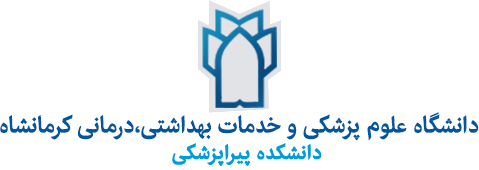 دانشگاه علوم پزشکی و خدمات بهداشتی،درمانی کرمانشاه
دانشکده پیراپزشکی